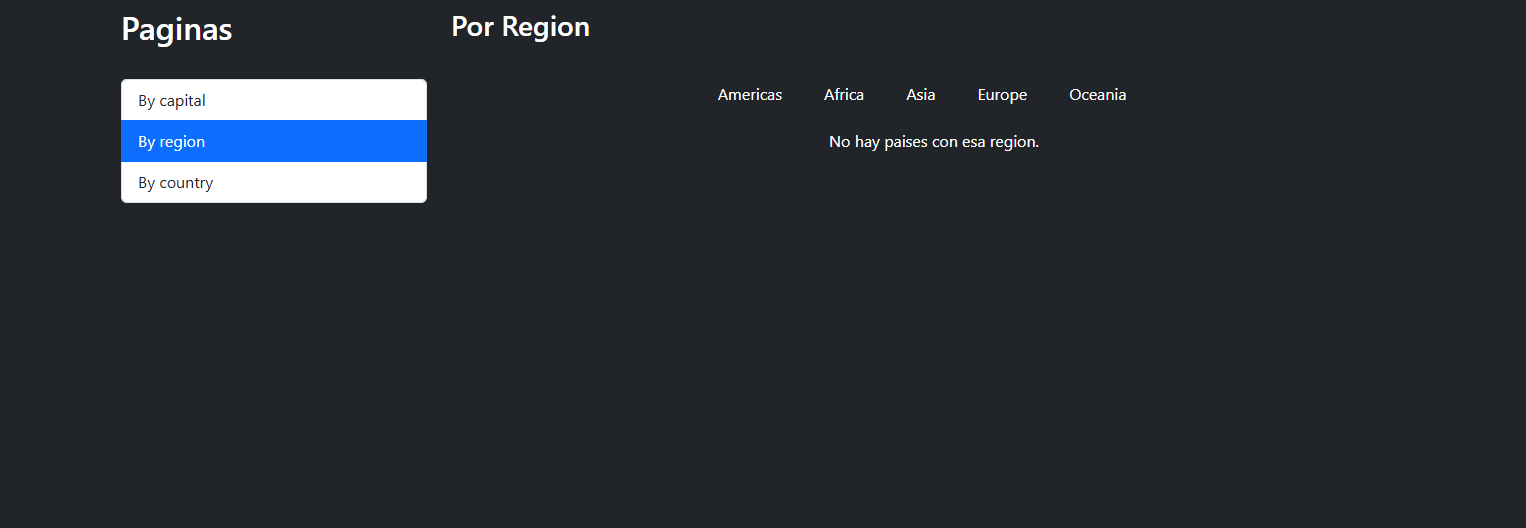 Paginas
By capital
By region
By country
Por Region
Americas Africa Asia Europe Oceania
No hay paises con esa region.